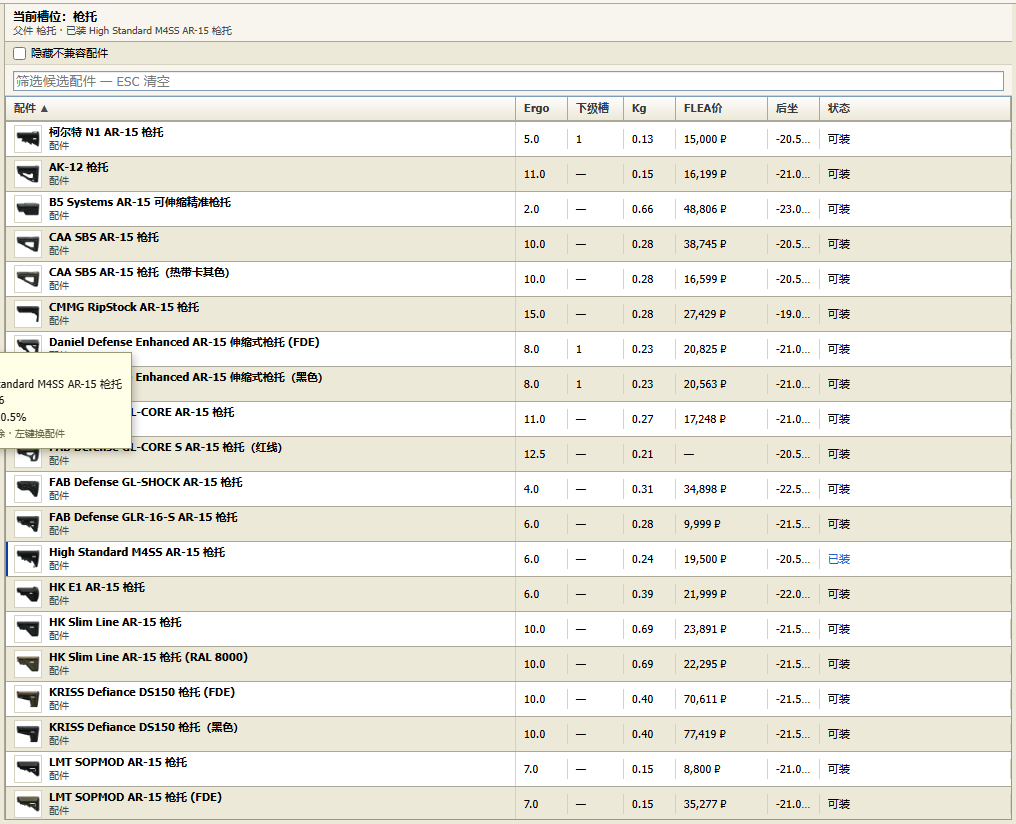 当前槽位：枪托
父件 枪托 · 已装 High Standard M4SS AR-15 枪托
隐藏不兼容配件
筛选候选配件 — ESC 清空
配件 ▲ Ergo 下级槽 Kg FLEA价 后坐 状态
柯尔特 N1 AR-15 枪托
配件
5.0 1 0.13 15,000 ₽ -20.5... 可装
AK-12 枪托
配件
11.0 — 0.15 16,199 ₽ -21.0... 可装
B5 Systems AR-15 可伸缩精准枪托
配件
2.0 — 0.66 48,806 ₽ -23.0... 可装
CAA SBS AR-15 枪托
配件
10.0 — 0.28 38,745 ₽ -20.5... 可装
CAA SBS AR-15 枪托（热带卡其色)
配件
10.0 — 0.28 16,599 ₽ -20.5... 可装
CMMG RipStock AR-15 枪托
配件
15.0 — 0.28 27,429 ₽ -19.0... 可装
Daniel Defense Enhanced AR-15 伸缩式枪托 (FDE)
8.0 1 0.23 20,825 ₽ -21.0... 可装
Enhanced AR-15 伸缩式枪托（黑色)
8.0 1 0.23 20,563 ₽ -21.0... 可装
L-CORE AR-15 枪托
11.0 — 0.27 17,248 ₽ -21.0... 可装
tandard M4SS AR-15 枪托
6
0.5%
除 · 左键换配件
FAB Defense GL-CORE S AR-15 枪托（红线)
配件
12.5 — 0.21 — -20.5... 可装
FAB Defense GL-SHOCK AR-15 枪托
配件
4.0 — 0.31 34,898 ₽ -22.5... 可装
FAB Defense GLR-16-S AR-15 枪托
配件
6.0 — 0.28 9,999 ₽ -21.5... 可装
High Standard M4SS AR-15 枪托
配件
6.0 — 0.24 19,500 ₽ -20.5... 已装
HK E1 AR-15 枪托
配件
6.0 — 0.39 21,999 ₽ -22.0... 可装
HK Slim Line AR-15 枪托
配件
10.0 — 0.69 23,891 ₽ -21.5... 可装
HK Slim Line AR-15 枪托 (RAL 8000)
配件
10.0 — 0.69 22,295 ₽ -21.5... 可装
KRISS Defiance DS150 枪托 (FDE)
配件
10.0 — 0.40 70,611 ₽ -21.5... 可装
KRISS Defiance DS150 枪托（黑色)
配件
10.0 — 0.40 77,419 ₽ -21.5... 可装
LMT SOPMOD AR-15 枪托
配件
7.0 — 0.15 8,800 ₽ -21.0... 可装
LMT SOPMOD AR-15 枪托 (FDE)
配件
7.0 — 0.15 35,277 ₽ -21.0... 可装